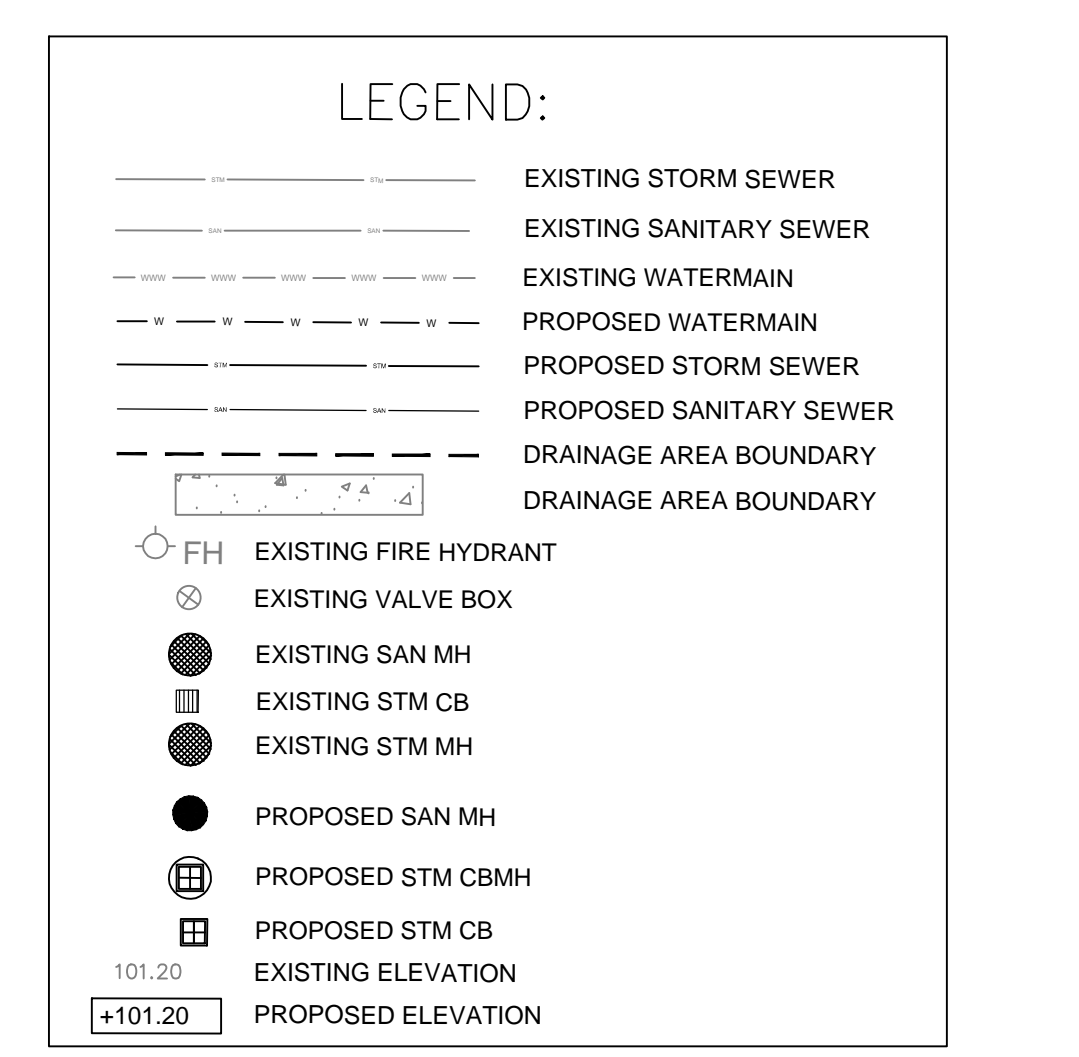 LEGEND:
STM STM EXISTING STORM SEWER
SAN SAN EXISTING SANITARY SEWER
WWW WWW WWW WWW WWW EXISTING WATERMAIN
W W W W W PROPOSED WATERMAIN
STM STM PROPOSED STORM SEWER
SAN SAN PROPOSED SANITARY SEWER
DRAINAGE AREA BOUNDARY
DRAINAGE AREA BOUNDARY
FH EXISTING FIRE HYDRANT
EXISTING VALVE BOX
EXISTING SAN MH
EXISTING STM CB
EXISTING STM MH
PROPOSED SAN MH
PROPOSED STM CBMH
PROPOSED STM CB
101.20 EXISTING ELEVATION
+101.20 PROPOSED ELEVATION